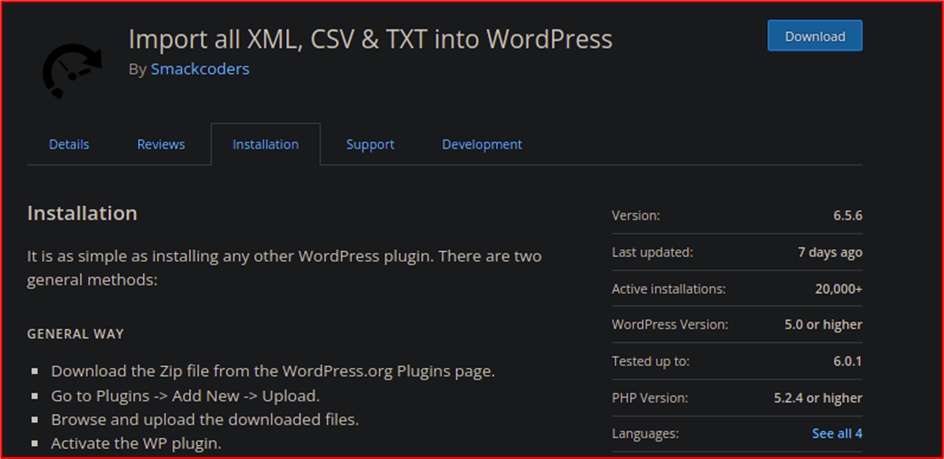 Import all XML, CSV & TXT into WordPress
Download
By Smackcoders
Details
Reviews
Installation
Support
Development
Installation
It is as simple as installing any other WordPress plugin. There are two
general methods:
GENERAL WAY
Download the Zip file from the WordPress.org Plugins page.
Go to Plugins -> Add New -> Upload.
Browse and upload the downloaded files.
Activate the WP plugin.
Version: 6.5.6
Last updated: 7 days ago
Active installations: 20,000+
WordPress Version: 5.0 or higher
Tested up to: 6.0.1
PHP Version: 5.2.4 or higher
Languages: See all 4